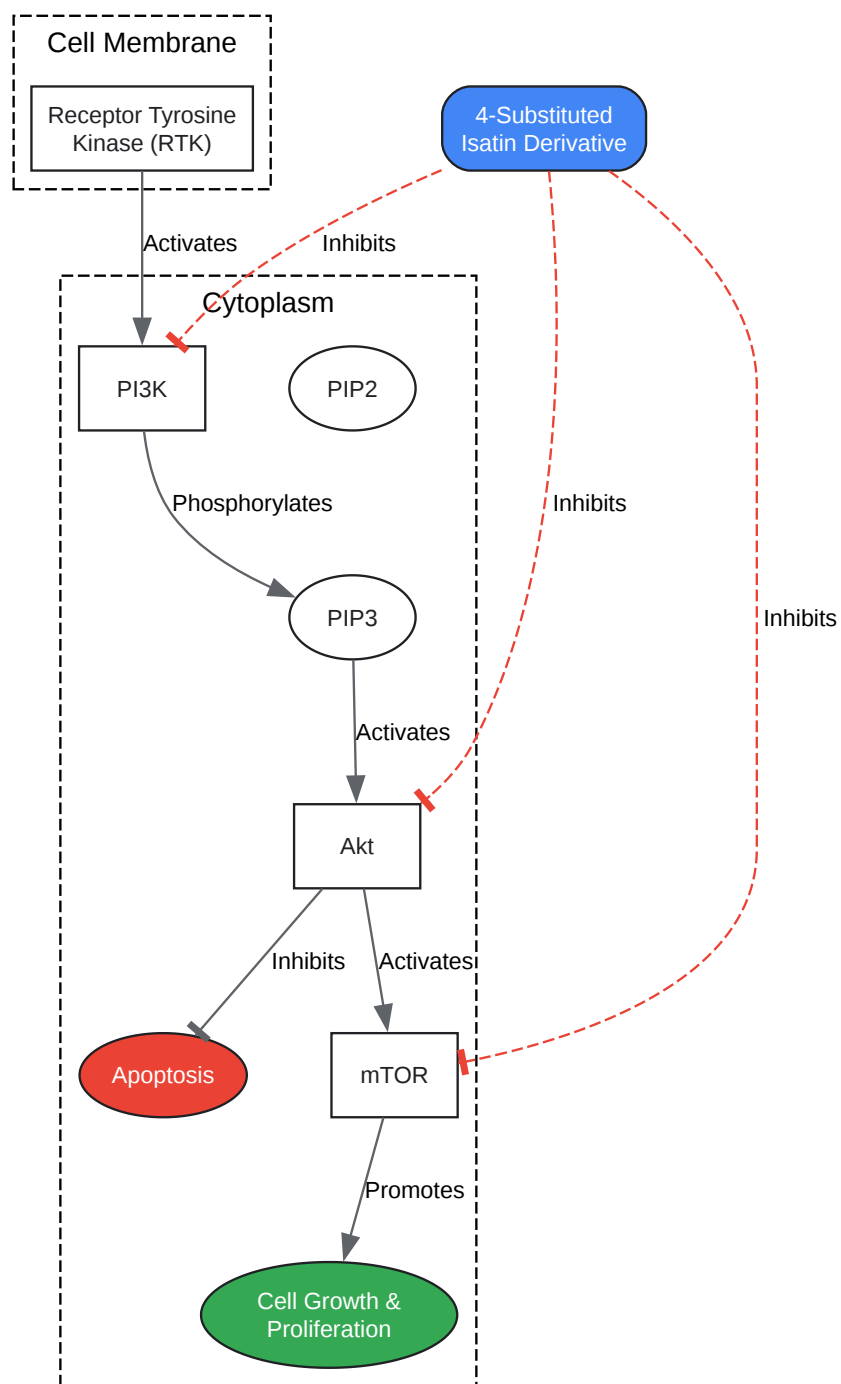 Cell Membrane
Receptor Tyrosine
Kinase (RTK)
4-Substituted
Isatin Derivative
Activates
Inhibits
Cytoplasm
PI3K
PIP2
Phosphorylates
Inhibits
PIP3
Inhibits
Activates
Akt
Inhibits
Activates
Apoptosis
mTOR
Promotes
Cell Growth &
Proliferation